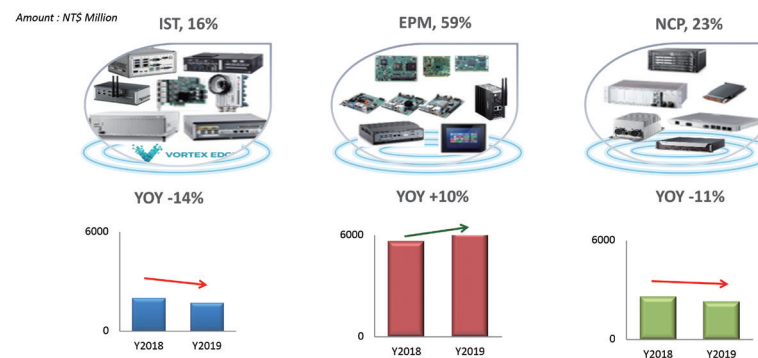 Amount : NT$ Million
IST, 16%
EPM, 59%
NCP, 23%
VORTEX EDG
YOY -14%
YOY +10%
YOY -11%
6000
0
Y2018 Y2019
6000
0
Y2018 Y2019
6000
0
Y2018 Y2019